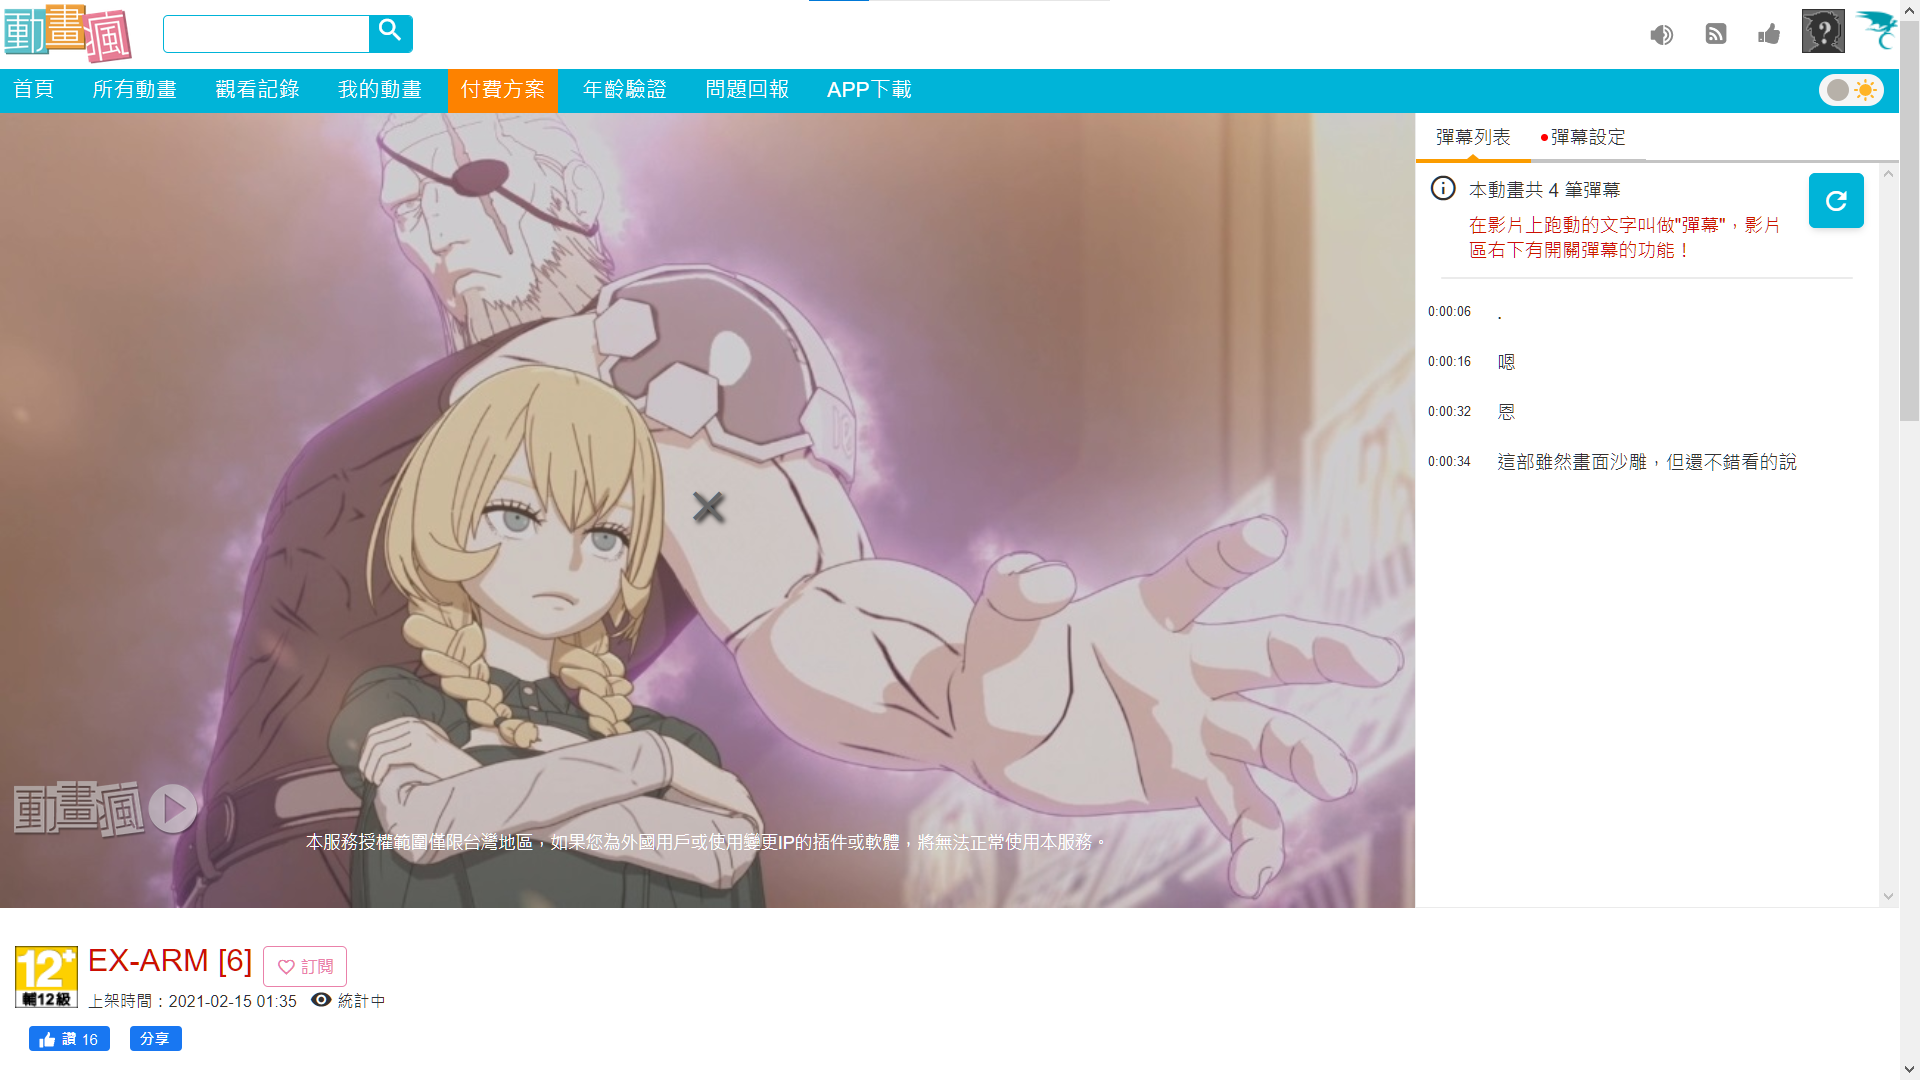 動畫瘋
首頁 所有動畫 觀看記錄 我的動畫 付費方案 年齡驗證 問題回報 APP下載
彈幕列表 彈幕設定
本動畫共 4 筆彈幕
在影片上跑動的文字叫做"彈幕"，影片
區右下有開關彈幕的功能！
0:00:06 .
0:00:16 嗯
0:00:32 恩
0:00:34 這部雖然畫面沙雕，但還不錯看的說
動畫瘋
本服務授權範圍僅限台灣地區，如果您為外國用戶或使用變更IP的插件或軟體，將無法正常使用本服務。
12+
輔12級
EX-ARM [6] 訂閱
上架時間：2021-02-15 01:35 統計中
讚 16 分享